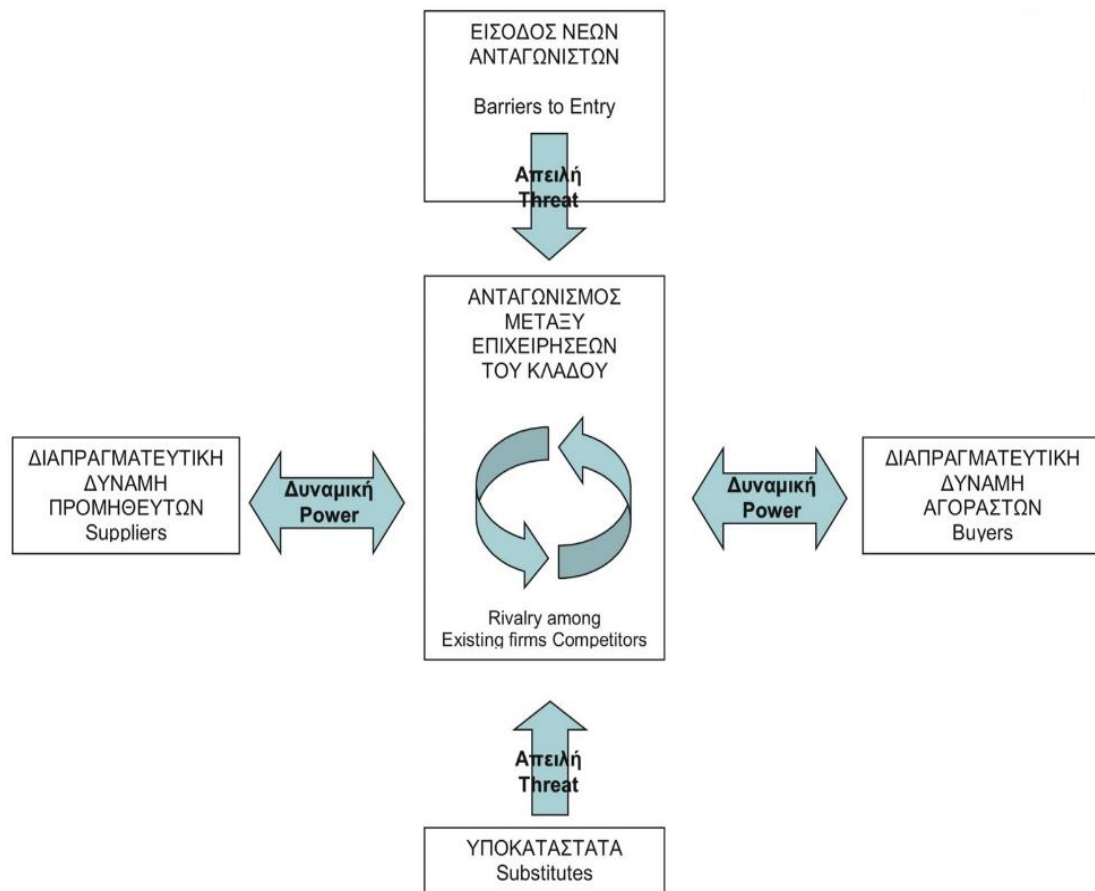 ΕΙΣΟΔΟΣ ΝΕΩΝ
ΑΝΤΑΓΩΝΙΣΤΩΝ
Barriers to Entry
Απειλή
Threat
ΑΝΤΑΓΩΝΙΣΜΟΣ
ΜΕΤΑΞΥ
ΕΠΙΧΕΙΡΗΣΕΩΝ
ΤΟΥ ΚΛΑΔΟΥ
ΔΙΑΠΡΑΓΜΑΤΕΥΤΙΚΗ
ΔΥΝΑΜΗ
ΠΡΟΜΗΘΕΥΤΩΝ
Suppliers
Δυναμική
Power
Δυναμική
Power
ΔΙΑΠΡΑΓΜΑΤΕΥΤΙΚΗ
ΔΥΝΑΜΗ
ΑΓΟΡΑΣΤΩΝ
Buyers
Rivalry among
Existing firms Competitors
Απειλή
Threat
ΥΠΟΚΑΤΑΣΤΑΤΑ
Substitutes